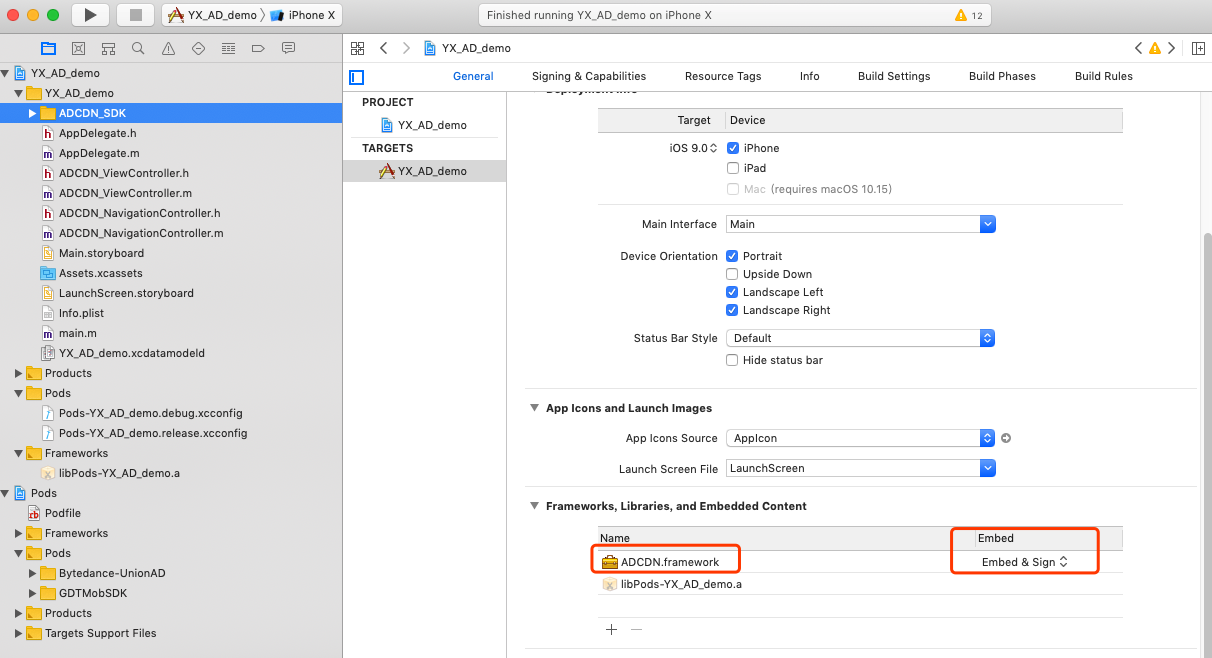 YX_AD_demo
iPhone X
Finished running YX_AD_demo on iPhone X
12
YX_AD_demo
YX_AD_demo
ADCDN_SDK
h AppDelegate.h
m AppDelegate.m
h ADCDN_ViewController.h
m ADCDN_ViewController.m
h ADCDN_NavigationController.h
m ADCDN_NavigationController.m
Main.storyboard
Assets.xcassets
LaunchScreen.storyboard
Info.plist
m main.m
YX_AD_demo.xcdatamodeld
Products
Pods
Pods-YX_AD_demo.debug.xcconfig
Pods-YX_AD_demo.release.xcconfig
Frameworks
libPods-YX_AD_demo.a
Pods
rb Podfile
Frameworks
Pods
Bytedance-UnionAD
GDTMobSDK
Products
Targets Support Files
YX_AD_demo
General
Signing & Capabilities
Resource Tags
Info
Build Settings
Build Phases
Build Rules
PROJECT
YX_AD_demo
TARGETS
YX_AD_demo
Deployment Info
Target
Device
iOS 9.0
iPhone
iPad
Mac (requires macOS 10.15)
Main Interface
Main
Device Orientation
Portrait
Upside Down
Landscape Left
Landscape Right
Status Bar Style
Default
Hide status bar
App Icons and Launch Images
App Icons Source
AppIcon
Launch Screen File
LaunchScreen
Frameworks, Libraries, and Embedded Content
Name
Embed
ADCDN.framework
Embed & Sign
libPods-YX_AD_demo.a